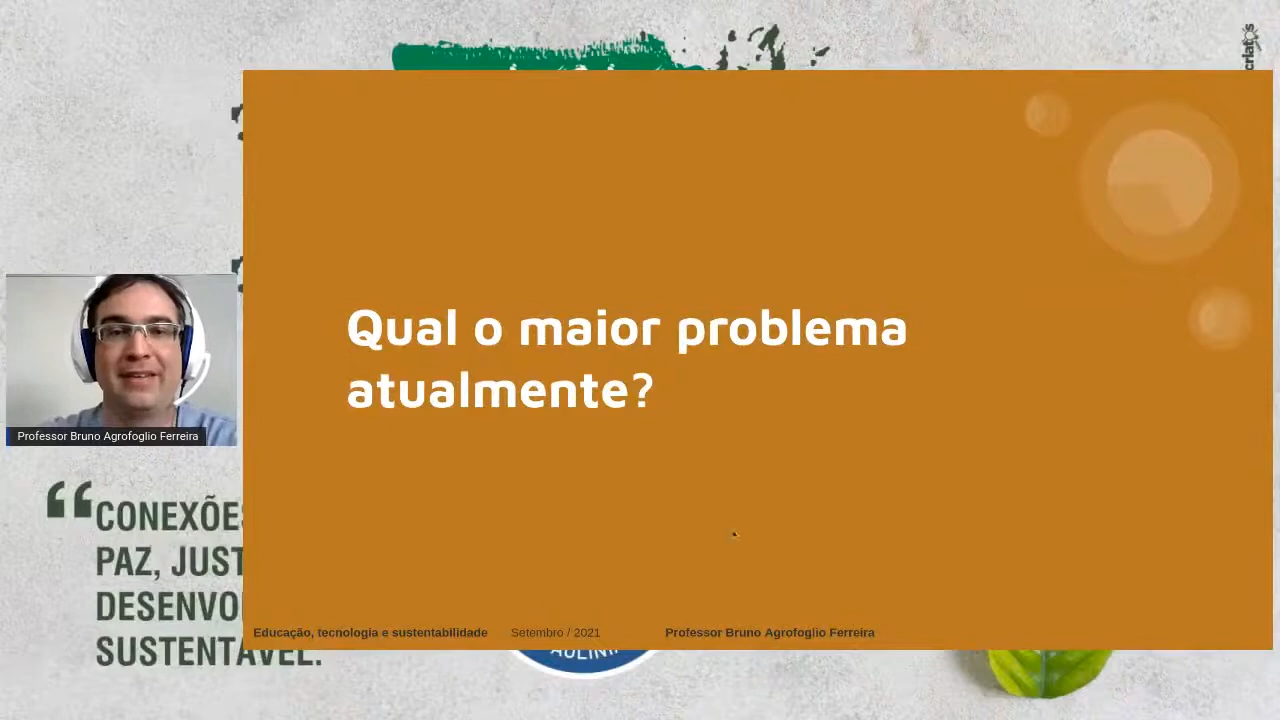 criatos
Qual o maior problema
atualmente?
Professor Bruno Agrofoglio Ferreira
“CONEXÕES
PAZ, JUST
DESENVO
SUSTENTÁVEL.
Educação, tecnologia e sustentabilidade Setembro / 2021 Professor Bruno Agrofoglio Ferreira